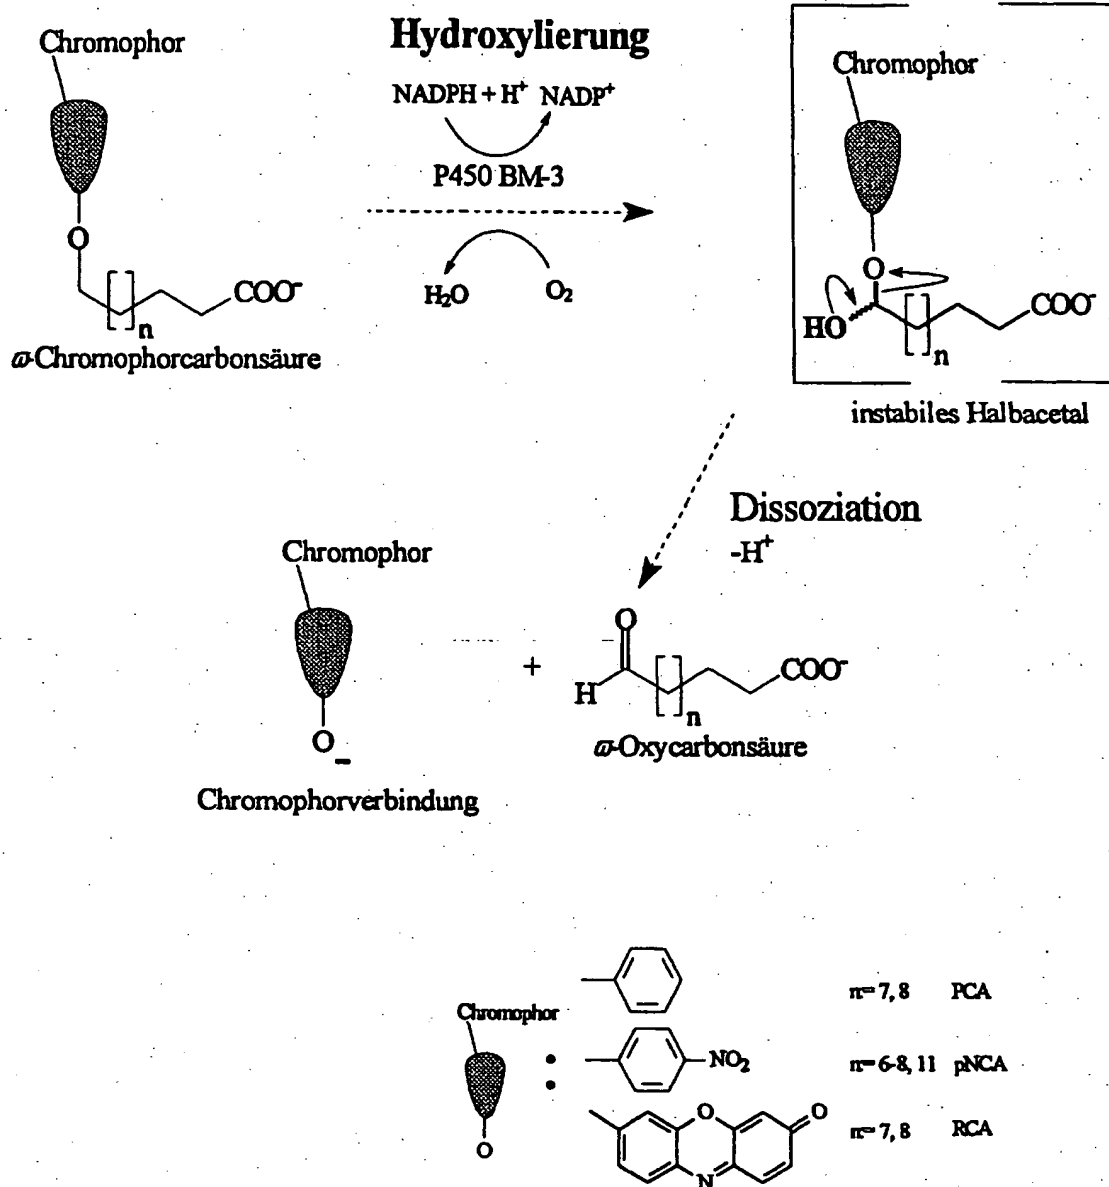 Chromophor
Hydroxylierung
NADPH + H⁺ NADP⁺
P450 BM-3
H₂O O₂
O
COO⁻
n
ϖ-Chromophorcarbonsäure
Chromophor
O
HO
COO⁻
n
instabiles Halbacetal
Dissoziation
-H⁺
Chromophor
O
−
Chromophorverbindung
+
O
H
COO⁻
n
ϖ-Oxycarbonsäure
Chromophor
O
:
n= 7, 8 PCA
NO₂
n= 6-8, 11 pNCA
O
O
N
n= 7, 8 RCA